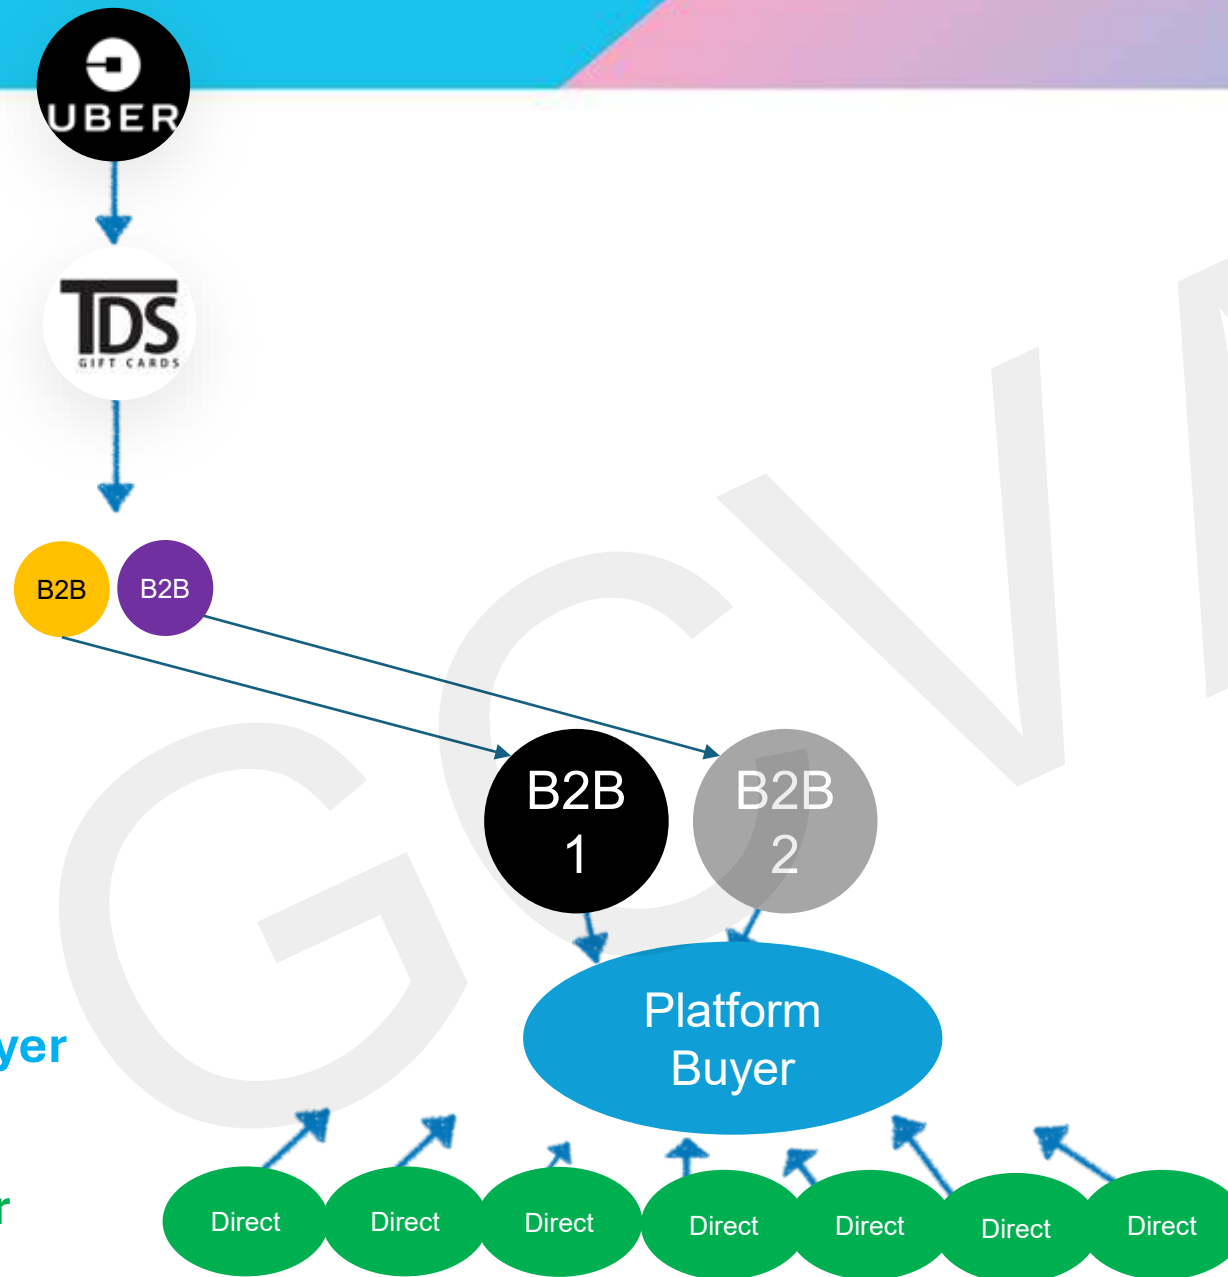 UBER
TDS
GIFT CARDS
B2B
B2B
B2B
1
B2B
2
Platform
Buyer
yer
r
Direct
Direct
Direct
Direct
Direct
Direct
Direct
GCV